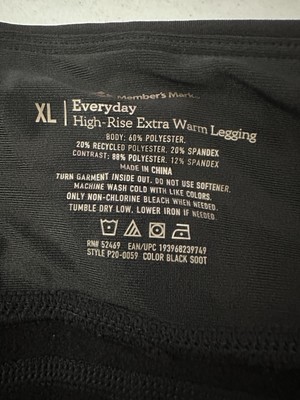 Member's Mark
XL | Everyday
High-Rise Extra Warm Legging
BODY: 60% POLYESTER,
20% RECYCLED POLYESTER, 20% SPANDEX
CONTRAST: 88% POLYESTER, 12% SPANDEX
MADE IN CHINA
TURN GARMENT INSIDE OUT. DO NOT USE SOFTENER.
MACHINE WASH COLD WITH LIKE COLORS.
ONLY NON-CHLORINE BLEACH WHEN NEEDED.
TUMBLE DRY LOW. LOWER IRON IF NEEDED.
RN# 52469 EAN/UPC 193968239749
STYLE P20-0059 COLOR BLACK SOOT